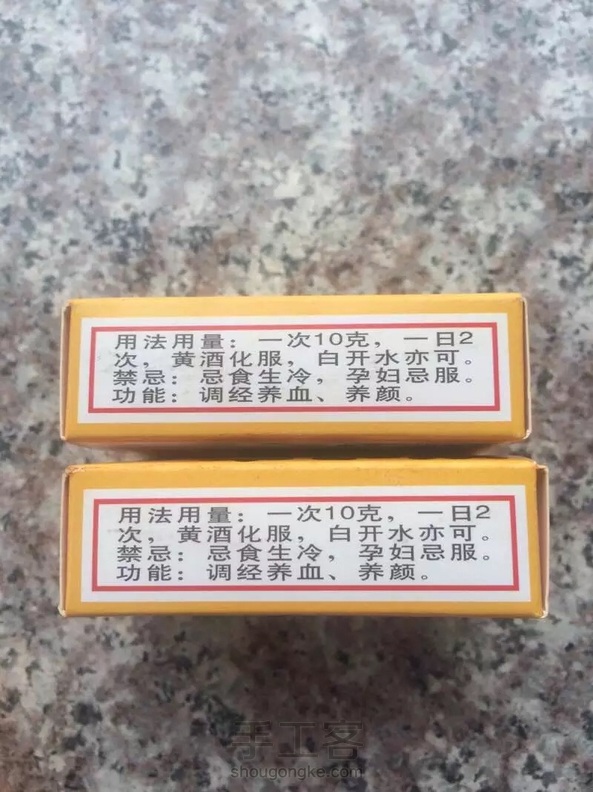 用法用量：一次10克，一日2
次，黄酒化服，白开水亦可。
禁忌：忌食生冷，孕妇忌服。
功能：调经养血、养颜。
用法用量：一次10克，一日2
次，黄酒化服，白开水亦可。
禁忌：忌食生冷，孕妇忌服。
功能：调经养血、养颜。
手工客
shougongke.com